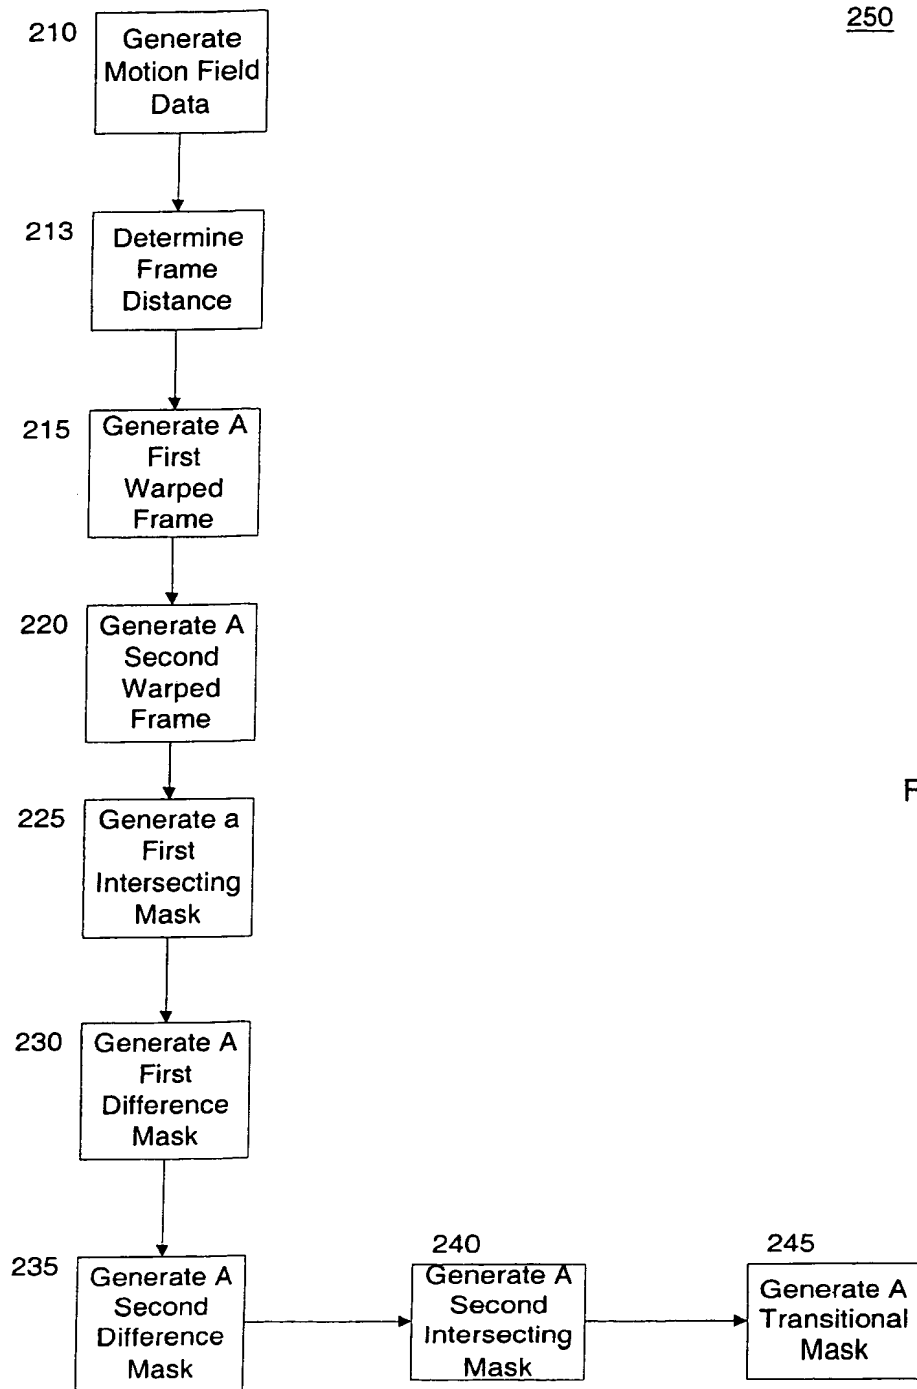 250
210
Generate
Motion Field
Data
213
Determine
Frame
Distance
215
Generate A
First
Warped
Frame
220
Generate A
Second
Warped
Frame
F
225
Generate a
First
Intersecting
Mask
230
Generate A
First
Difference
Mask
235
Generate A
Second
Difference
Mask
240
Generate A
Second
Intersecting
Mask
245
Generate A
Transitional
Mask